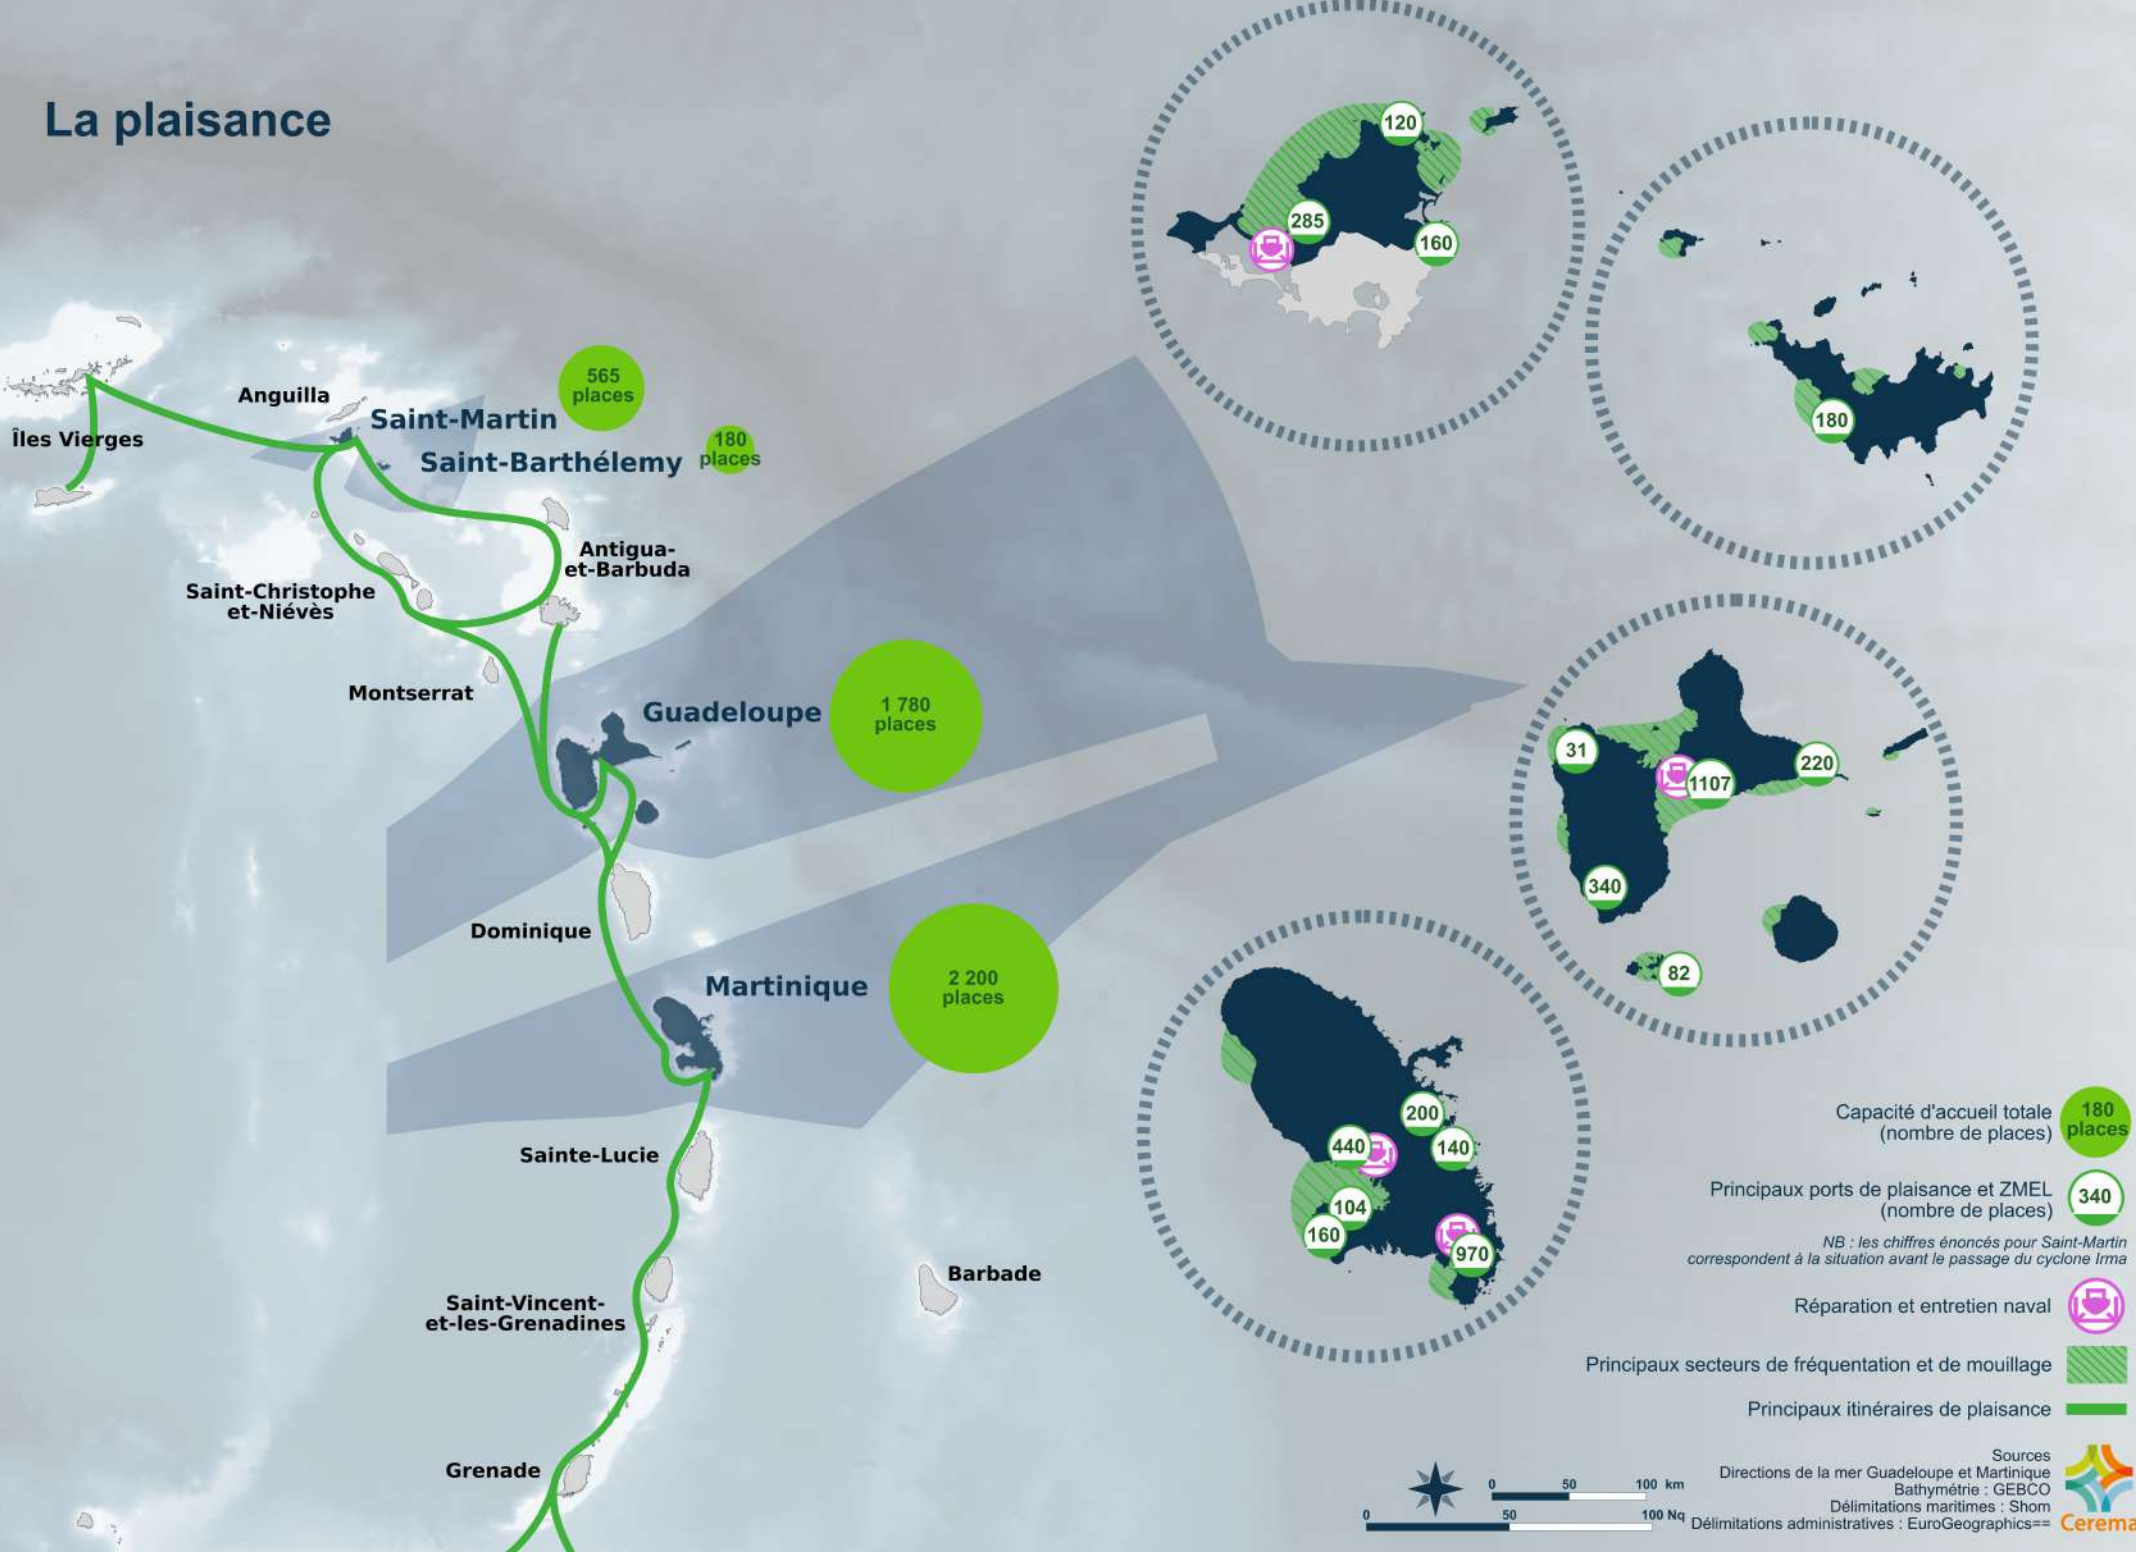 La plaisance
120
285
160
180
565
places
Anguilla
Saint-Martin
Îles Vierges
180
places
Saint-Barthélemy
Antigua-
et-Barbuda
Saint-Christophe
et-Niévès
Montserrat
Guadeloupe
1 780
places
31
1107
220
340
82
Dominique
Martinique
2 200
places
200
440
140
104
160
970
Sainte-Lucie
Barbade
Saint-Vincent-
et-les-Grenadines
Grenade
Capacité d'accueil totale
(nombre de places)
180
places
Principaux ports de plaisance et ZMEL
(nombre de places)
340
NB : les chiffres énoncés pour Saint-Martin
correspondent à la situation avant le passage du cyclone Irma
Réparation et entretien naval
Principaux secteurs de fréquentation et de mouillage
Principaux itinéraires de plaisance
0 50 100 km
0 50 100 Nq
Sources
Directions de la mer Guadeloupe et Martinique
Bathymétrie : GEBCO
Délimitations maritimes : Shom
Délimitations administratives : EuroGeographics==
Cerema